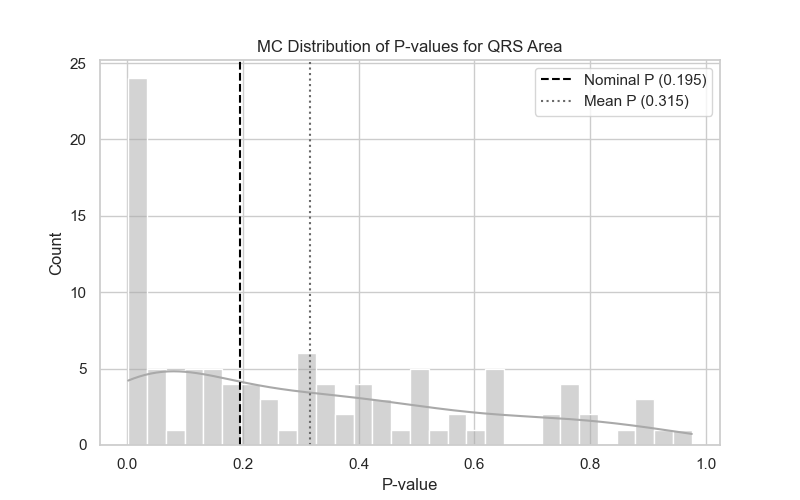 MC Distribution of P-values for QRS Area
Nominal P (0.195)
Mean P (0.315)
25
20
15
10
5
0
Count
0.0 0.2 0.4 0.6 0.8 1.0
P-value